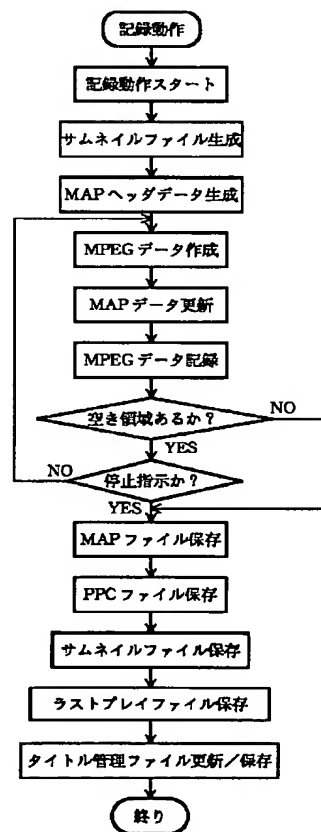 記録動作
記録動作スタート
サムネイルファイル生成
MAPヘッダデータ生成
MPEGデータ作成
MAPデータ更新
MPEGデータ記録
空き領域あるか？
NO
YES
停止指示か？
NO
YES
MAPファイル保存
PPCファイル保存
サムネイルファイル保存
ラストプレイファイル保存
タイトル管理ファイル更新／保存
終り